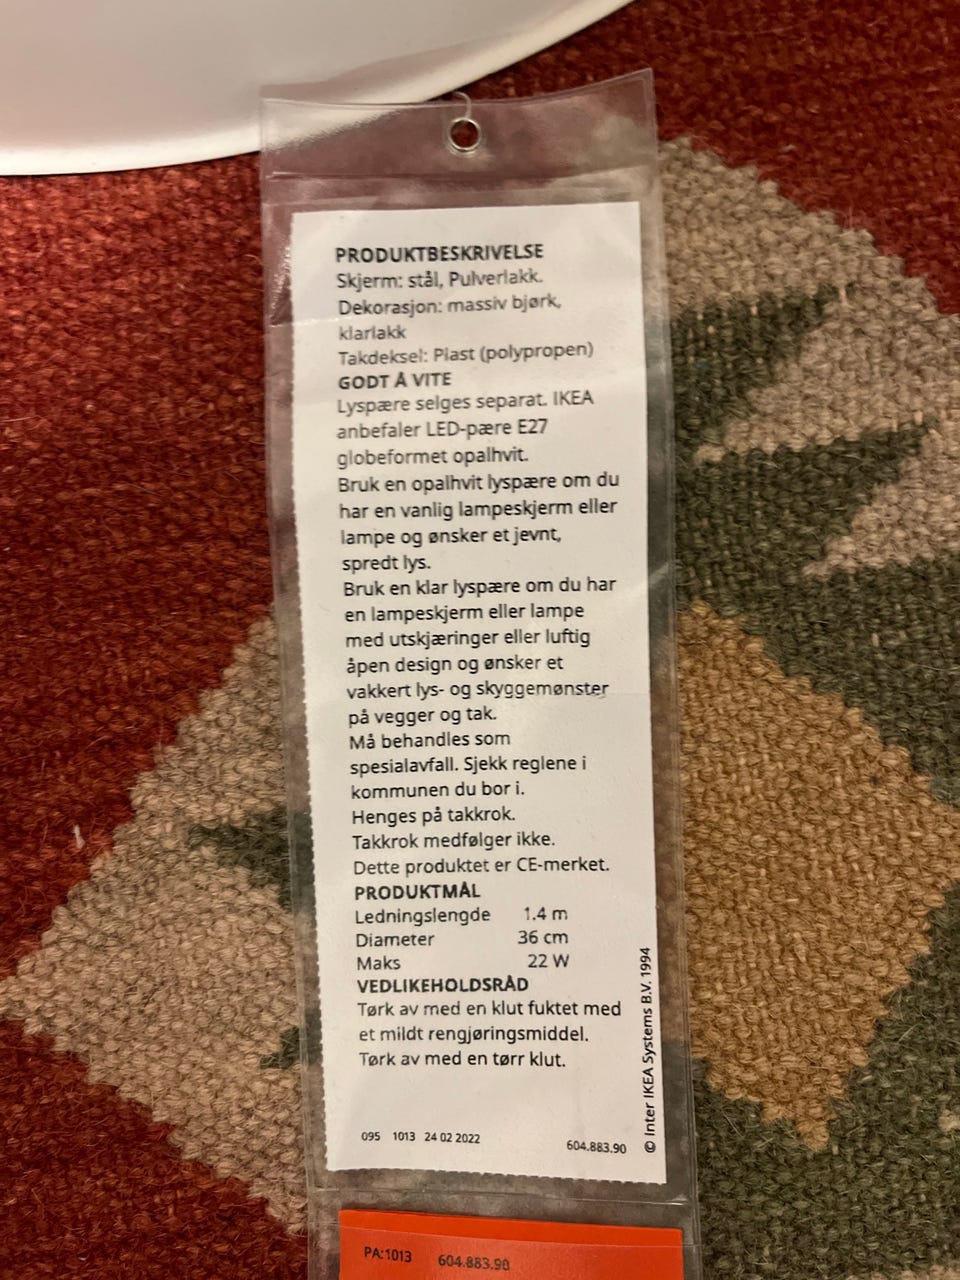 PRODUKTBESKRIVELSE
Skjerm: stål, Pulverlakk.
Dekorasjon: massiv bjørk,
klarlakk
Takdeksel: Plast (polypropen)
GODT Å VITE
Lyspære selges separat. IKEA
anbefaler LED-pære E27
globeformet opalhvit.
Bruk en opalhvit lyspære om du
har en vanlig lampeskjerm eller
lampe og ønsker et jevnt,
spredt lys.
Bruk en klar lyspære om du har
en lampeskjerm eller lampe
med utskjæringer eller luftig
åpen design og ønsker et
vakkert lys- og skyggemønster
på vegger og tak.
Må behandles som
spesialavfall. Sjekk reglene i
kommunen du bor i.
Henges på takkrok.
Takkrok medfølger ikke.
Dette produktet er CE-merket.
PRODUKTMÅL
Ledningslengde 1.4 m
Diameter 36 cm
Maks 22 W
VEDLIKEHOLDSRÅD
Tørk av med en klut fuktet med
et mildt rengjøringsmiddel.
Tørk av med en tørr klut.
095 1013 24 02 2022 604.883.90
© Inter IKEA Systems B.V. 1994
PA:1013 604.883.90